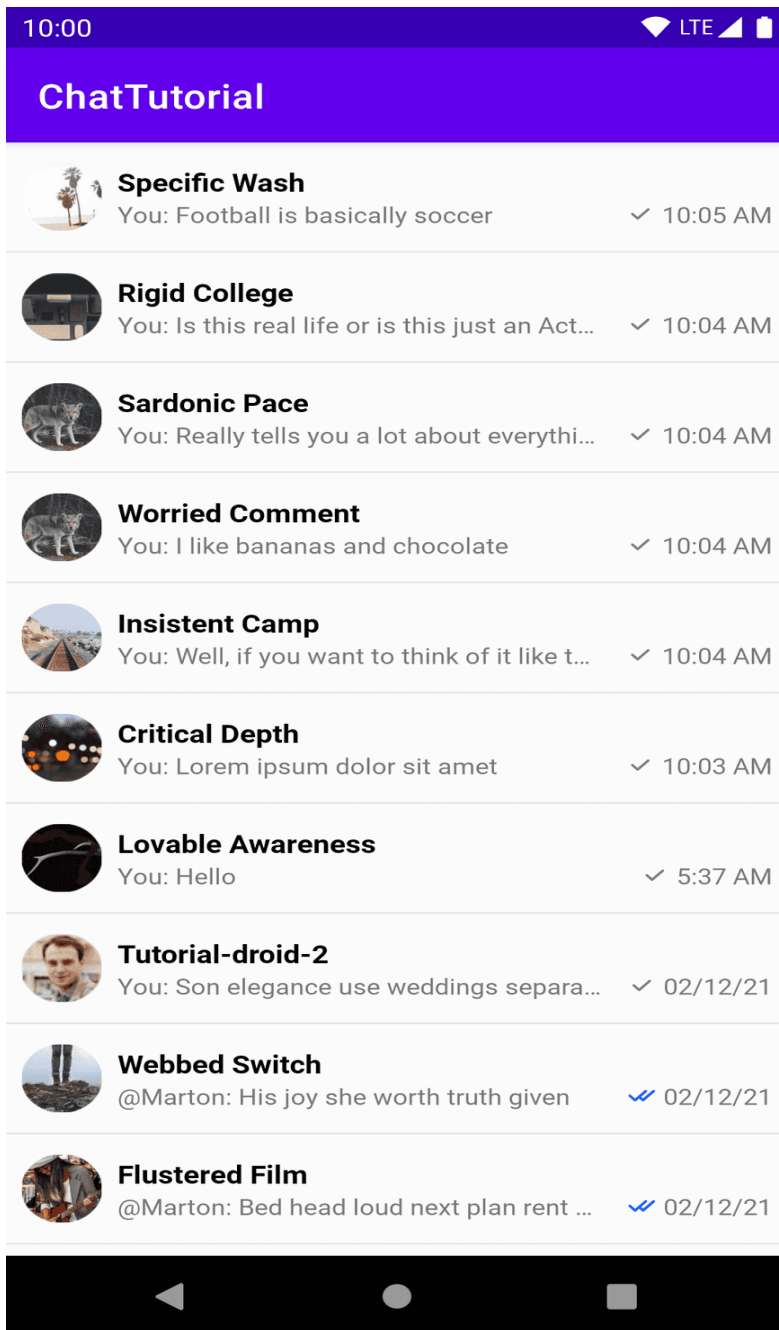 10:00 LTE
ChatTutorial
Specific Wash
You: Football is basically soccer 10:05 AM
Rigid College
You: Is this real life or is this just an Act... 10:04 AM
Sardonic Pace
You: Really tells you a lot about everythi... 10:04 AM
Worried Comment
You: I like bananas and chocolate 10:04 AM
Insistent Camp
You: Well, if you want to think of it like t... 10:04 AM
Critical Depth
You: Lorem ipsum dolor sit amet 10:03 AM
Lovable Awareness
You: Hello 5:37 AM
Tutorial-droid-2
You: Son elegance use weddings separa... 02/12/21
Webbed Switch
@Marton: His joy she worth truth given 02/12/21
Flustered Film
@Marton: Bed head loud next plan rent ... 02/12/21